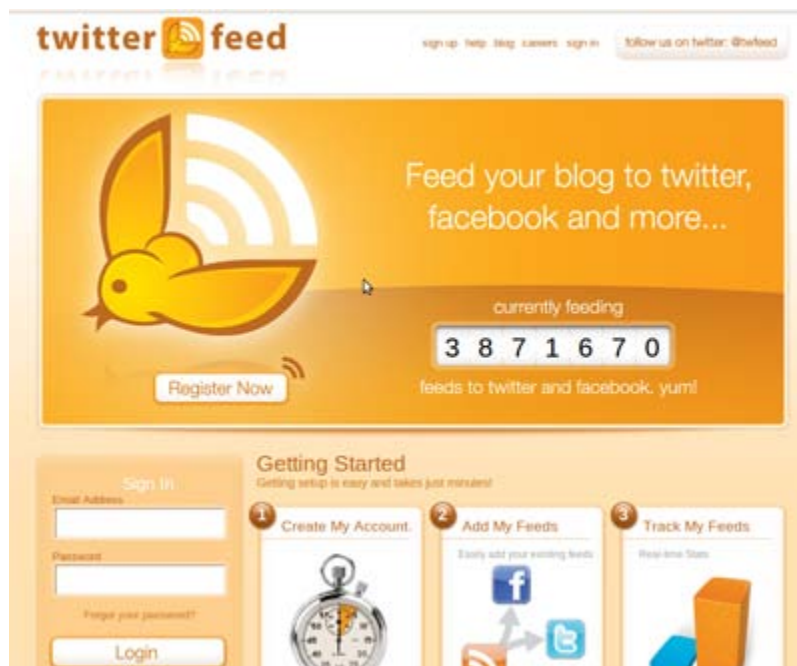 twitter feed
sign up help blog careers sign in
follow us on twitter: @twfeed
Feed your blog to twitter,
facebook and more...
currently feeding
3 8 7 1 6 7 0
feeds to twitter and facebook. yum!
Register Now
Sign In
Email Address
Password
Forgot your password?
Login
Getting Started
Getting setup is easy and takes just minutes!
1 Create My Account.
2 Add My Feeds
Easily add your existing feeds
3 Track My Feeds
Real-time Stats